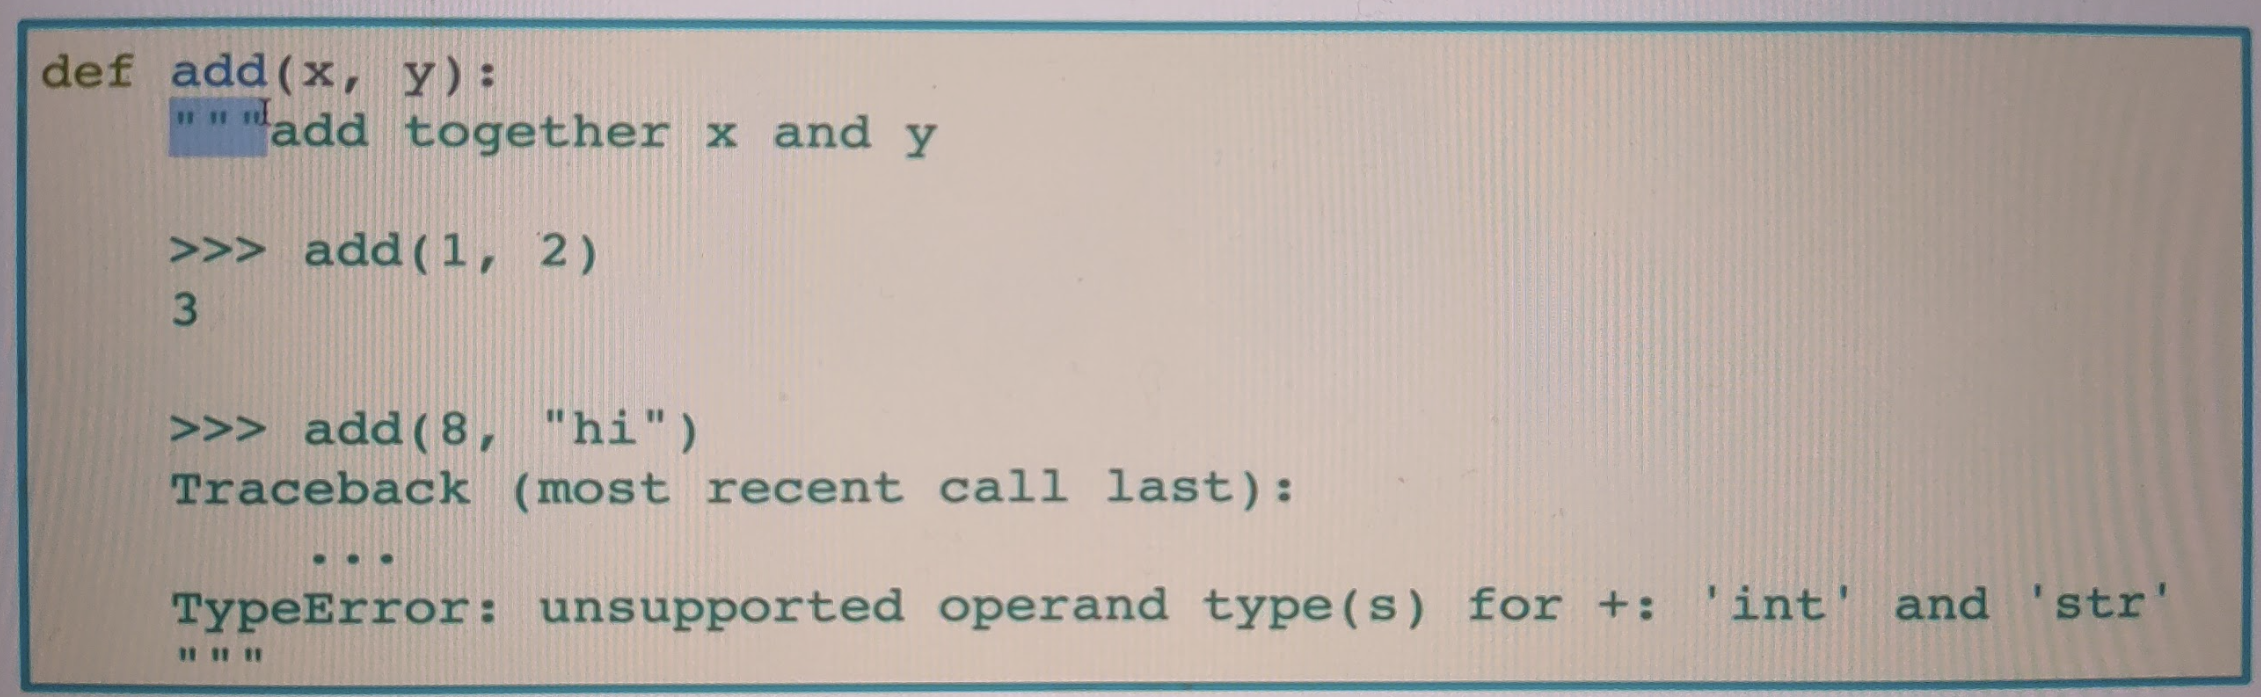 def add(x, y):
    """add together x and y

    >>> add(1, 2)
    3

    >>> add(8, "hi")
    Traceback (most recent call last):
        ...
    TypeError: unsupported operand type(s) for +: 'int' and 'str'
    """